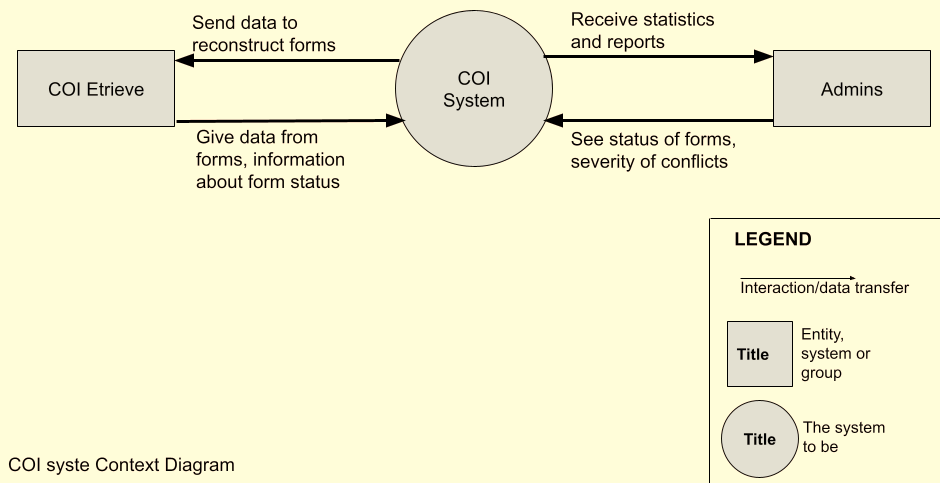 Send data to
reconstruct forms
Receive statistics
and reports
COI Etrieve
COI
System
Admins
Give data from
forms, information
about form status
See status of forms,
severity of conflicts
LEGEND
Interaction/data transfer
Title
Entity,
system or
group
Title
The system
to be
COI syste Context Diagram